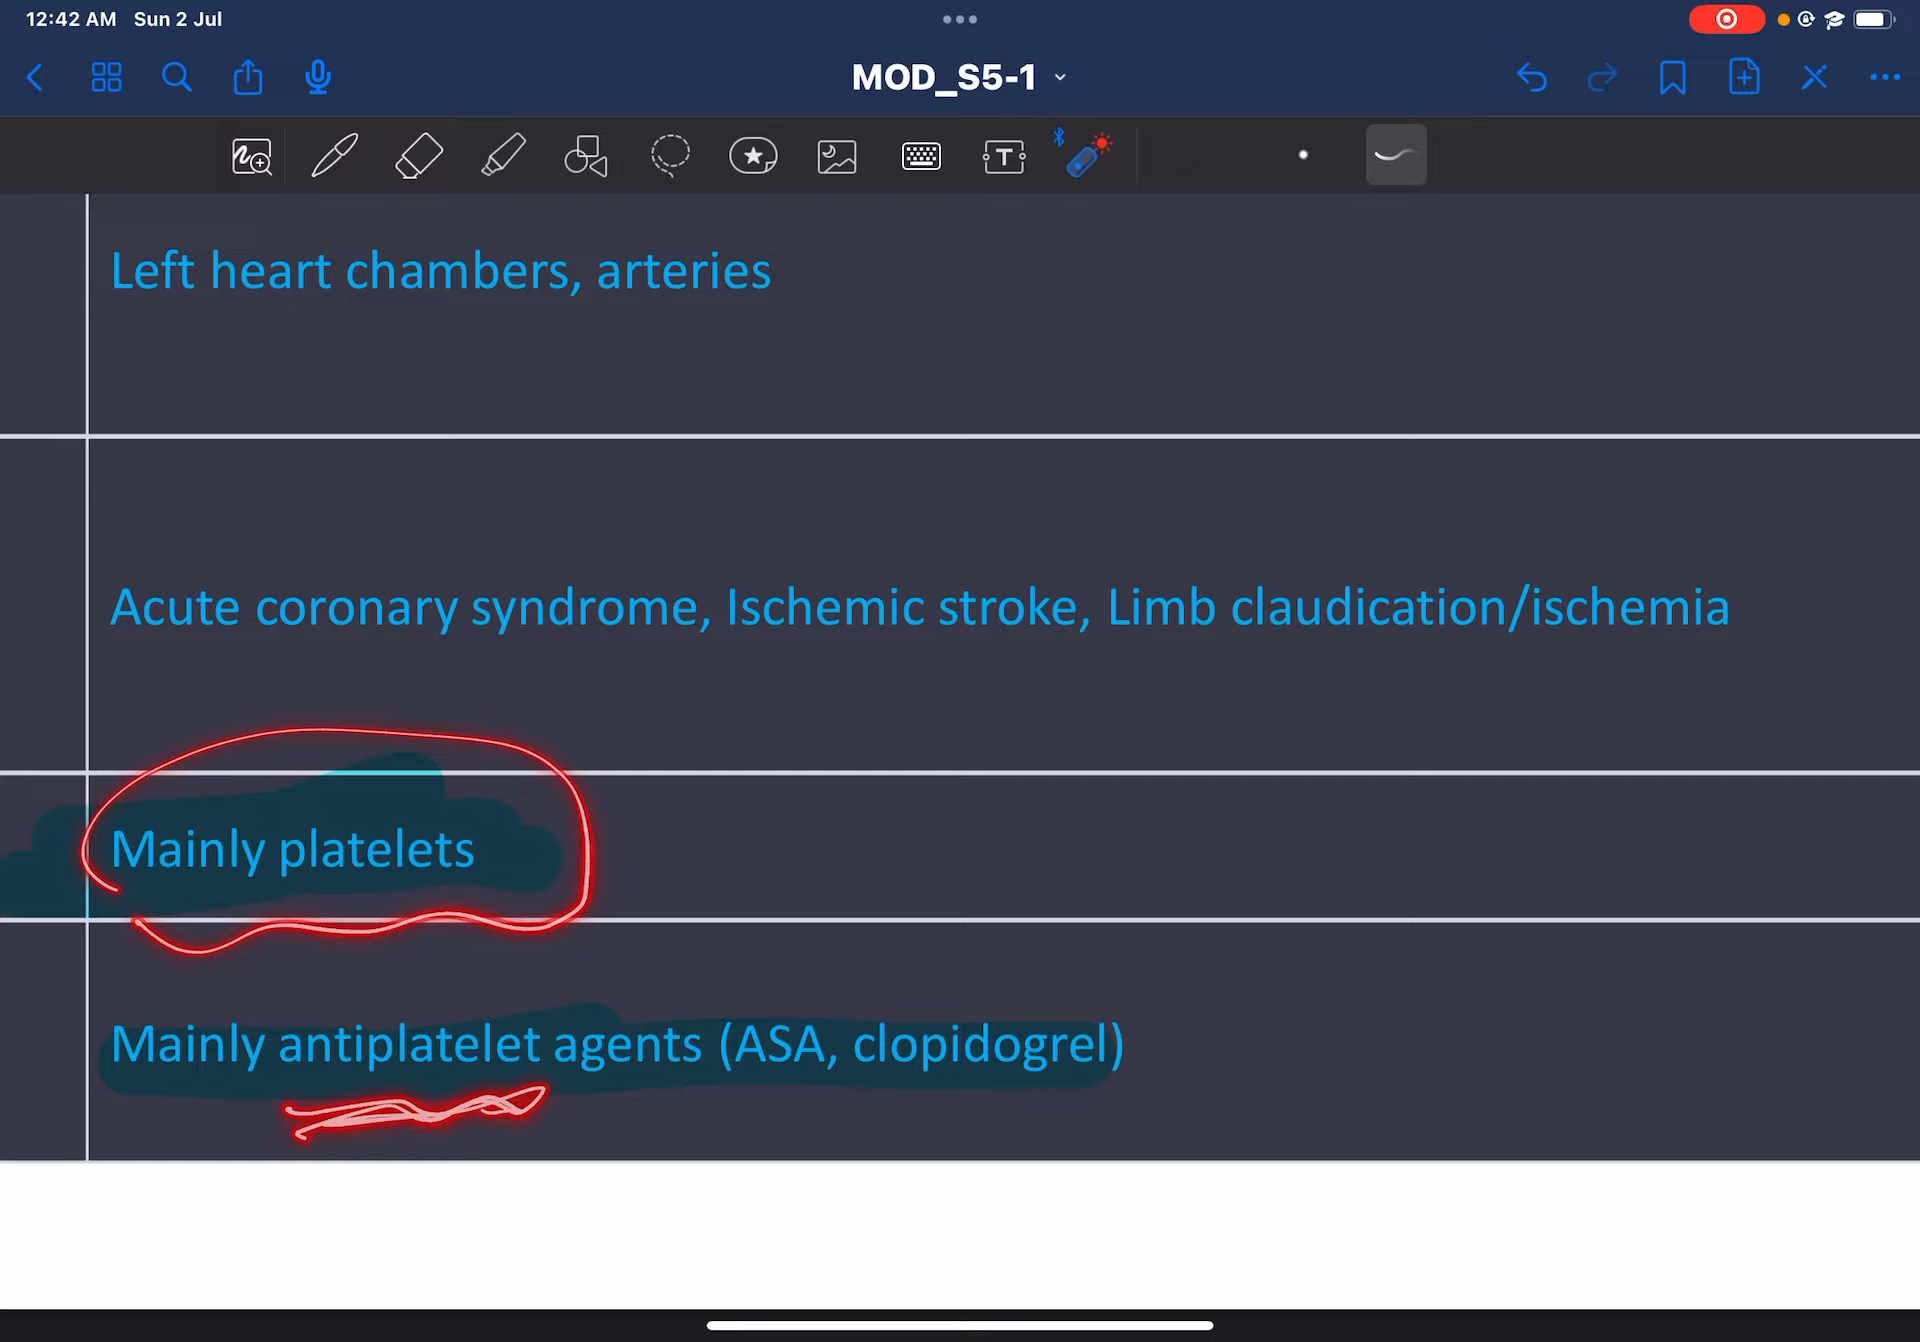 12:42 AM Sun 2 Jul
MOD_S5-1
T
Left heart chambers, arteries
Acute coronary syndrome, Ischemic stroke, Limb claudication/ischemia
Mainly platelets
Mainly antiplatelet agents (ASA, clopidogrel)